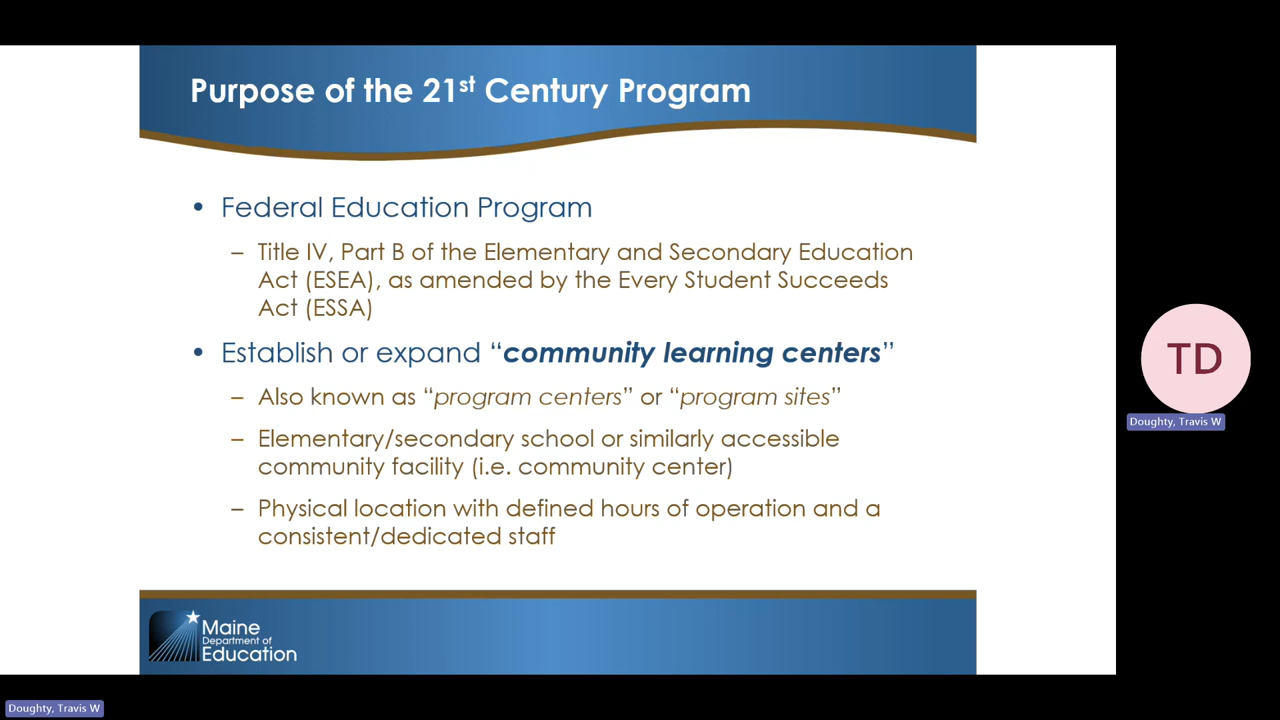 Purpose of the 21st Century Program
• Federal Education Program
– Title IV, Part B of the Elementary and Secondary Education
Act (ESEA), as amended by the Every Student Succeeds
Act (ESSA)
• Establish or expand “community learning centers”
– Also known as “program centers” or “program sites”
– Elementary/secondary school or similarly accessible
community facility (i.e. community center)
– Physical location with defined hours of operation and a
consistent/dedicated staff
Maine
Department of
Education
TD
Doughty, Travis W
Doughty, Travis W